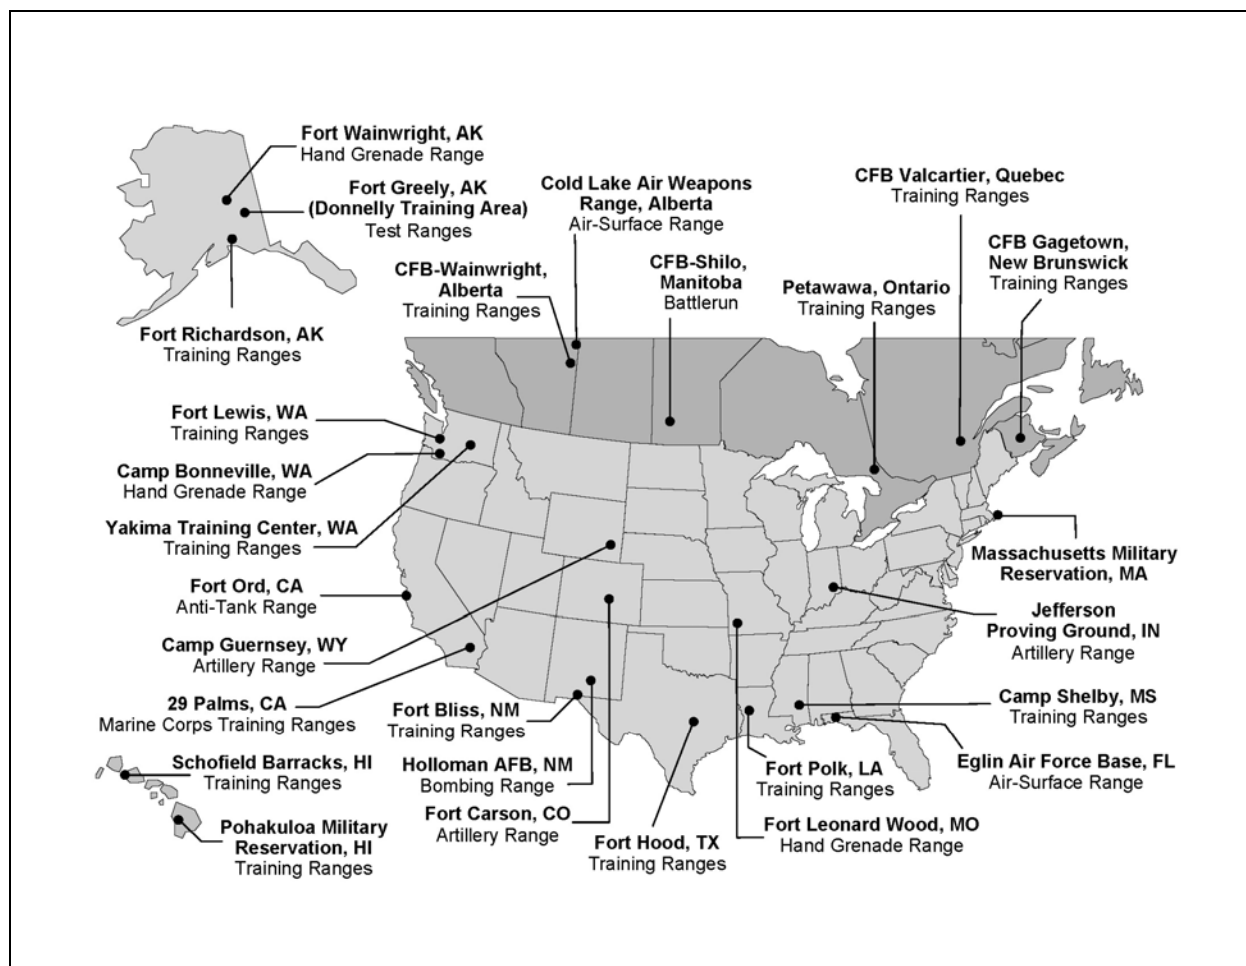 Fort Wainwright, AK
Hand Grenade Range
Fort Greely, AK
(Donnelly Training Area)
Test Ranges
Fort Richardson, AK
Training Ranges
Cold Lake Air Weapons
Range, Alberta
Air-Surface Range
CFB-Wainwright,
Alberta
Training Ranges
CFB-Shilo,
Manitoba
Battlerun
CFB Valcartier, Quebec
Training Ranges
Petawawa, Ontario
Training Ranges
CFB Gagetown,
New Brunswick
Training Ranges
Fort Lewis, WA
Training Ranges
Camp Bonneville, WA
Hand Grenade Range
Yakima Training Center, WA
Training Ranges
Fort Ord, CA
Anti-Tank Range
Camp Guernsey, WY
Artillery Range
29 Palms, CA
Marine Corps Training Ranges
Schofield Barracks, HI
Training Ranges
Pohakuloa Military
Reservation, HI
Training Ranges
Fort Bliss, NM
Training Ranges
Holloman AFB, NM
Bombing Range
Fort Carson, CO
Artillery Range
Fort Hood, TX
Training Ranges
Massachusetts Military
Reservation, MA
Jefferson
Proving Ground, IN
Artillery Range
Camp Shelby, MS
Training Ranges
Eglin Air Force Base, FL
Air-Surface Range
Fort Polk, LA
Training Ranges
Fort Leonard Wood, MO
Hand Grenade Range